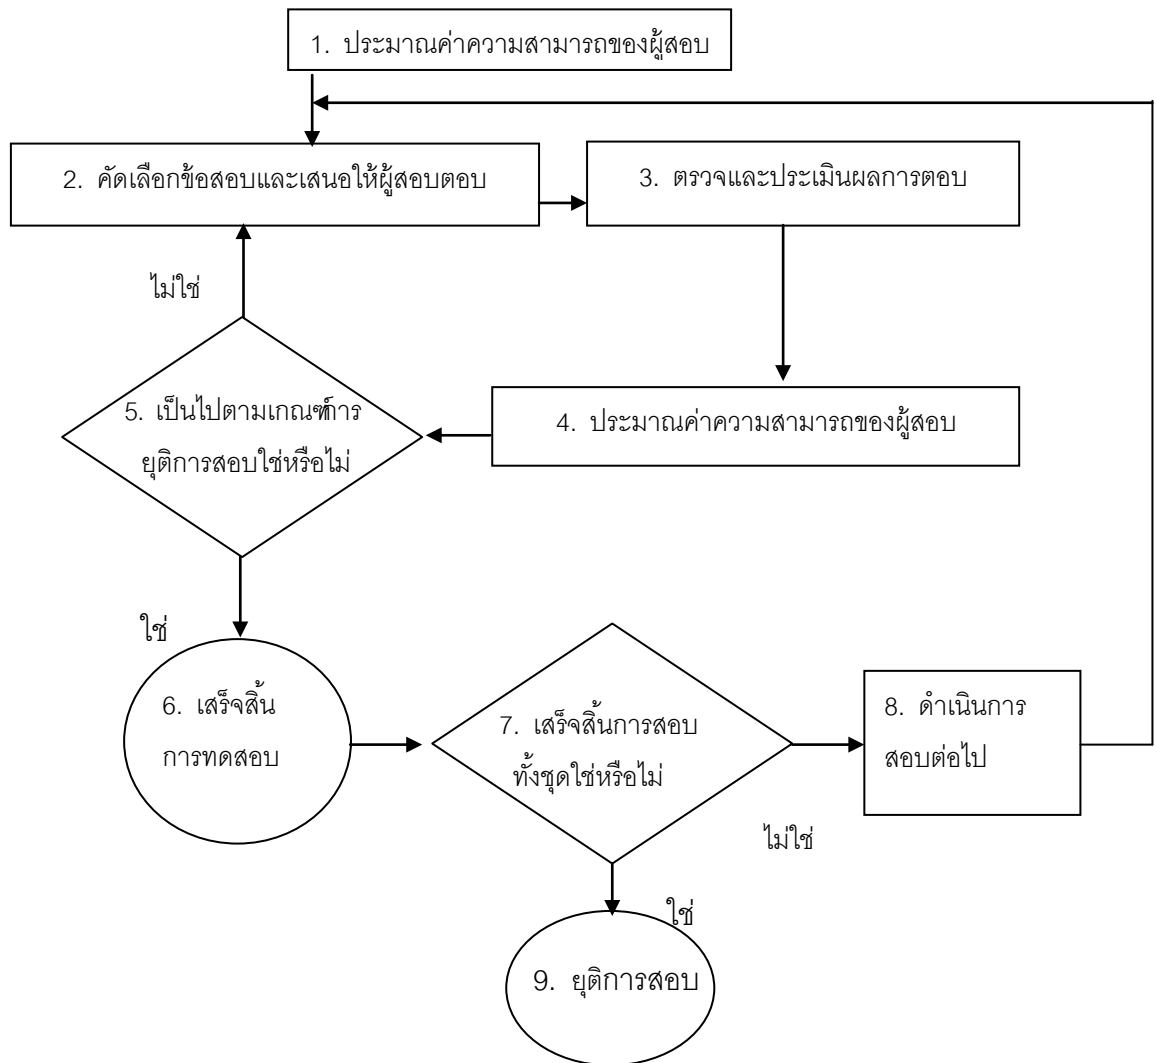 1. ประมาณค่าความสามารถของผู้สอบ
2. คัดเลือกข้อสอบและเสนอให้ผู้สอบตอบ
3. ตรวจและประเมินผลการตอบ
ไม่ใช่
5. เป็นไปตามเกณฑ์การ
ยุติการสอบใช่หรือไม่
4. ประมาณค่าความสามารถของผู้สอบ
ใช่
6. เสร็จสิ้น
การทดสอบ
7. เสร็จสิ้นการสอบ
ทั้งชุดใช่หรือไม่
8. ดำเนินการ
สอบต่อไป
ไม่ใช่
ใช่
9. ยุติการสอบ